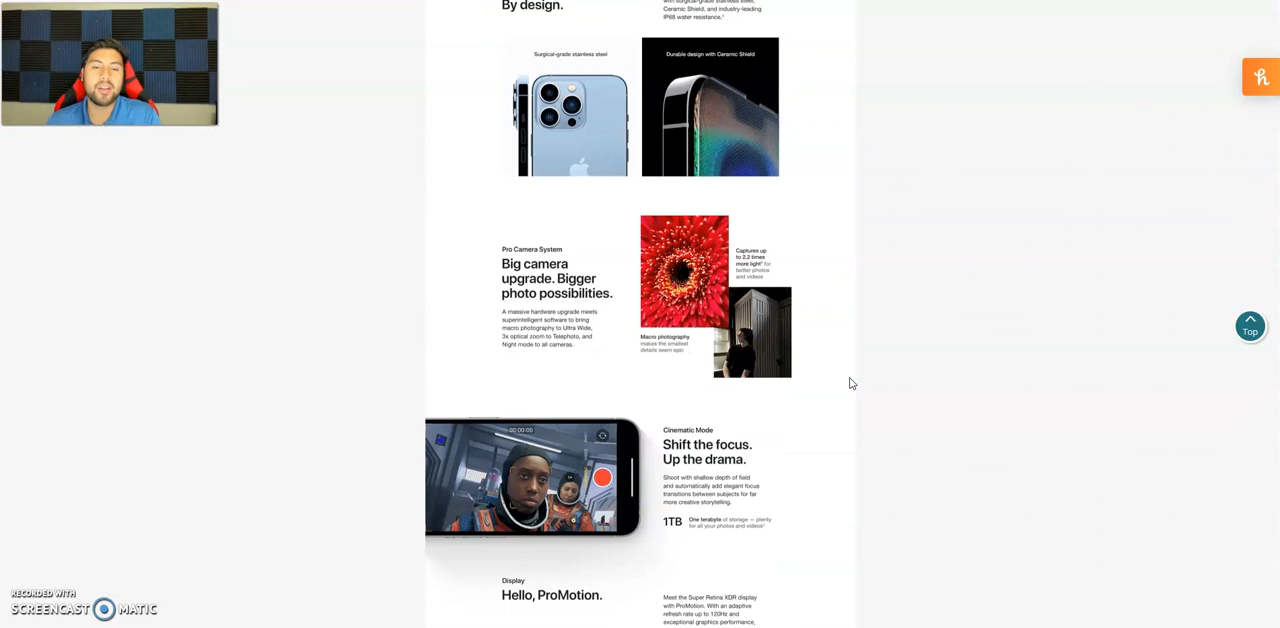 By design.
with surgical-grade stainless steel,
Ceramic Shield, and industry-leading
IP68 water resistance.¹
Surgical-grade stainless steel
Durable design with Ceramic Shield
Pro Camera System
Big camera
upgrade. Bigger
photo possibilities.
A massive hardware upgrade meets
superintelligent software to bring
macro photography to Ultra Wide,
3x optical zoom to Telephoto, and
Night mode to all cameras.
Captures up
to 2.2 times
more light² for
better photos
and videos
Macro photography
makes the smallest
details seem epic
00:00:00
Cinematic Mode
Shift the focus.
Up the drama.
Shoot with shallow depth of field
and automatically add elegant focus
transitions between subjects for far
more creative storytelling.
1TB
One terabyte of storage — plenty
for all your photos and videos³
Display
Hello, ProMotion.
Meet the Super Retina XDR display
with ProMotion. With an adaptive
refresh rate up to 120Hz and
exceptional graphics performance,
Top
RECORDED WITH
SCREENCAST MATIC